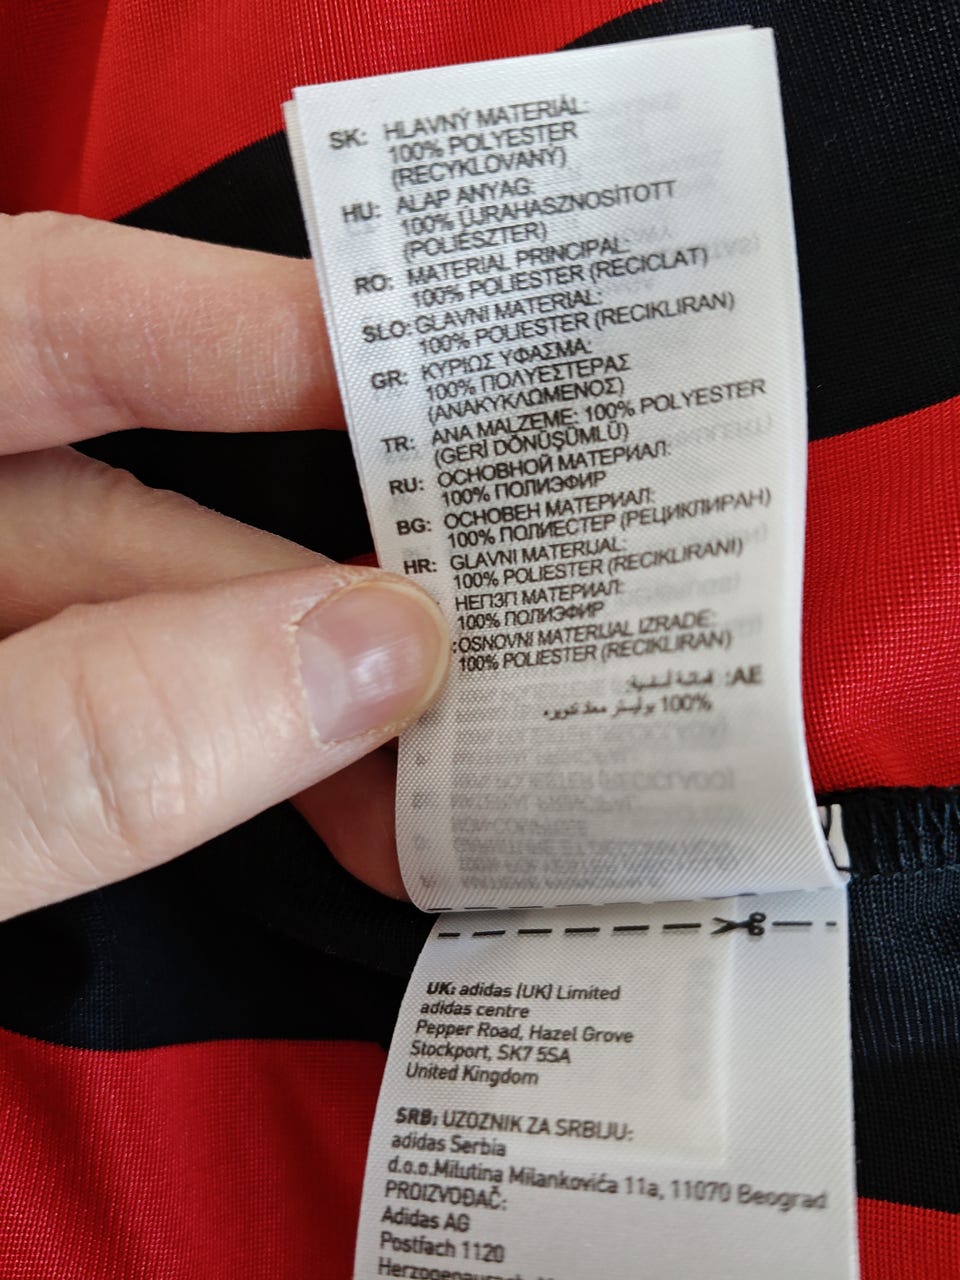 SK: HLAVNÝ MATERIÁL:
100% POLYESTER
(RECYKLOVANÝ)
HU: ALAP ANYAG:
100% ÚJRAHASZNOSÍTOTT
(POLIÉSZTER)
RO: MATERIAL PRINCIPAL:
100% POLIESTER (RECICLAT)
SLO: GLAVNI MATERIAL:
100% POLIESTER (RECIKLIRAN)
GR: ΚΥΡΙΩΣ ΥΦΑΣΜΑ:
100% ΠΟΛΥΕΣΤΕΡΑΣ
(ΑΝΑΚΥΚΛΩΜΕΝΟΣ)
TR: ANA MALZEME: 100% POLYESTER
(GERİ DÖNÜŞÜMLÜ)
RU: ОСНОВНОЙ МАТЕРИАЛ:
100% ПОЛИЭФИР
BG: ОСНОВЕН МАТЕРИАЛ:
100% ПОЛИЕСТЕР (РЕЦИКЛИРАН)
HR: GLAVNI MATERIJAL:
100% POLIESTER (RECIKLIRANI)
НЕПЗП МАТЕРИАЛ:
100% ПОЛИЭФИР
:OSNOVNI MATERIJAL IZRADE:
100% POLIESTER (RECIKLIRAN)
AE: أساسية:
100% بوليستر معاد تدويره
UK: adidas (UK) Limited
adidas centre
Pepper Road, Hazel Grove
Stockport, SK7 5SA
United Kingdom
SRB: UZOZNIK ZA SRBIJU:
adidas Serbia
d.o.o.Milutina Milankovića 11a, 11070 Beograd
PROIZVOĐAČ:
Adidas AG
Postfach 1120